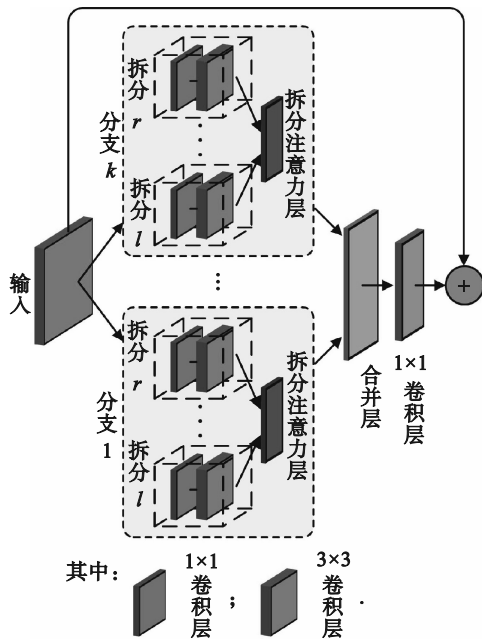 拆分 r
拆分 l
分支 k
拆分注意力层
输入
拆分 r
拆分 l
分支 1
拆分注意力层
合并层
1×1 卷积层
+
其中：
1×1 卷积层；
3×3 卷积层.